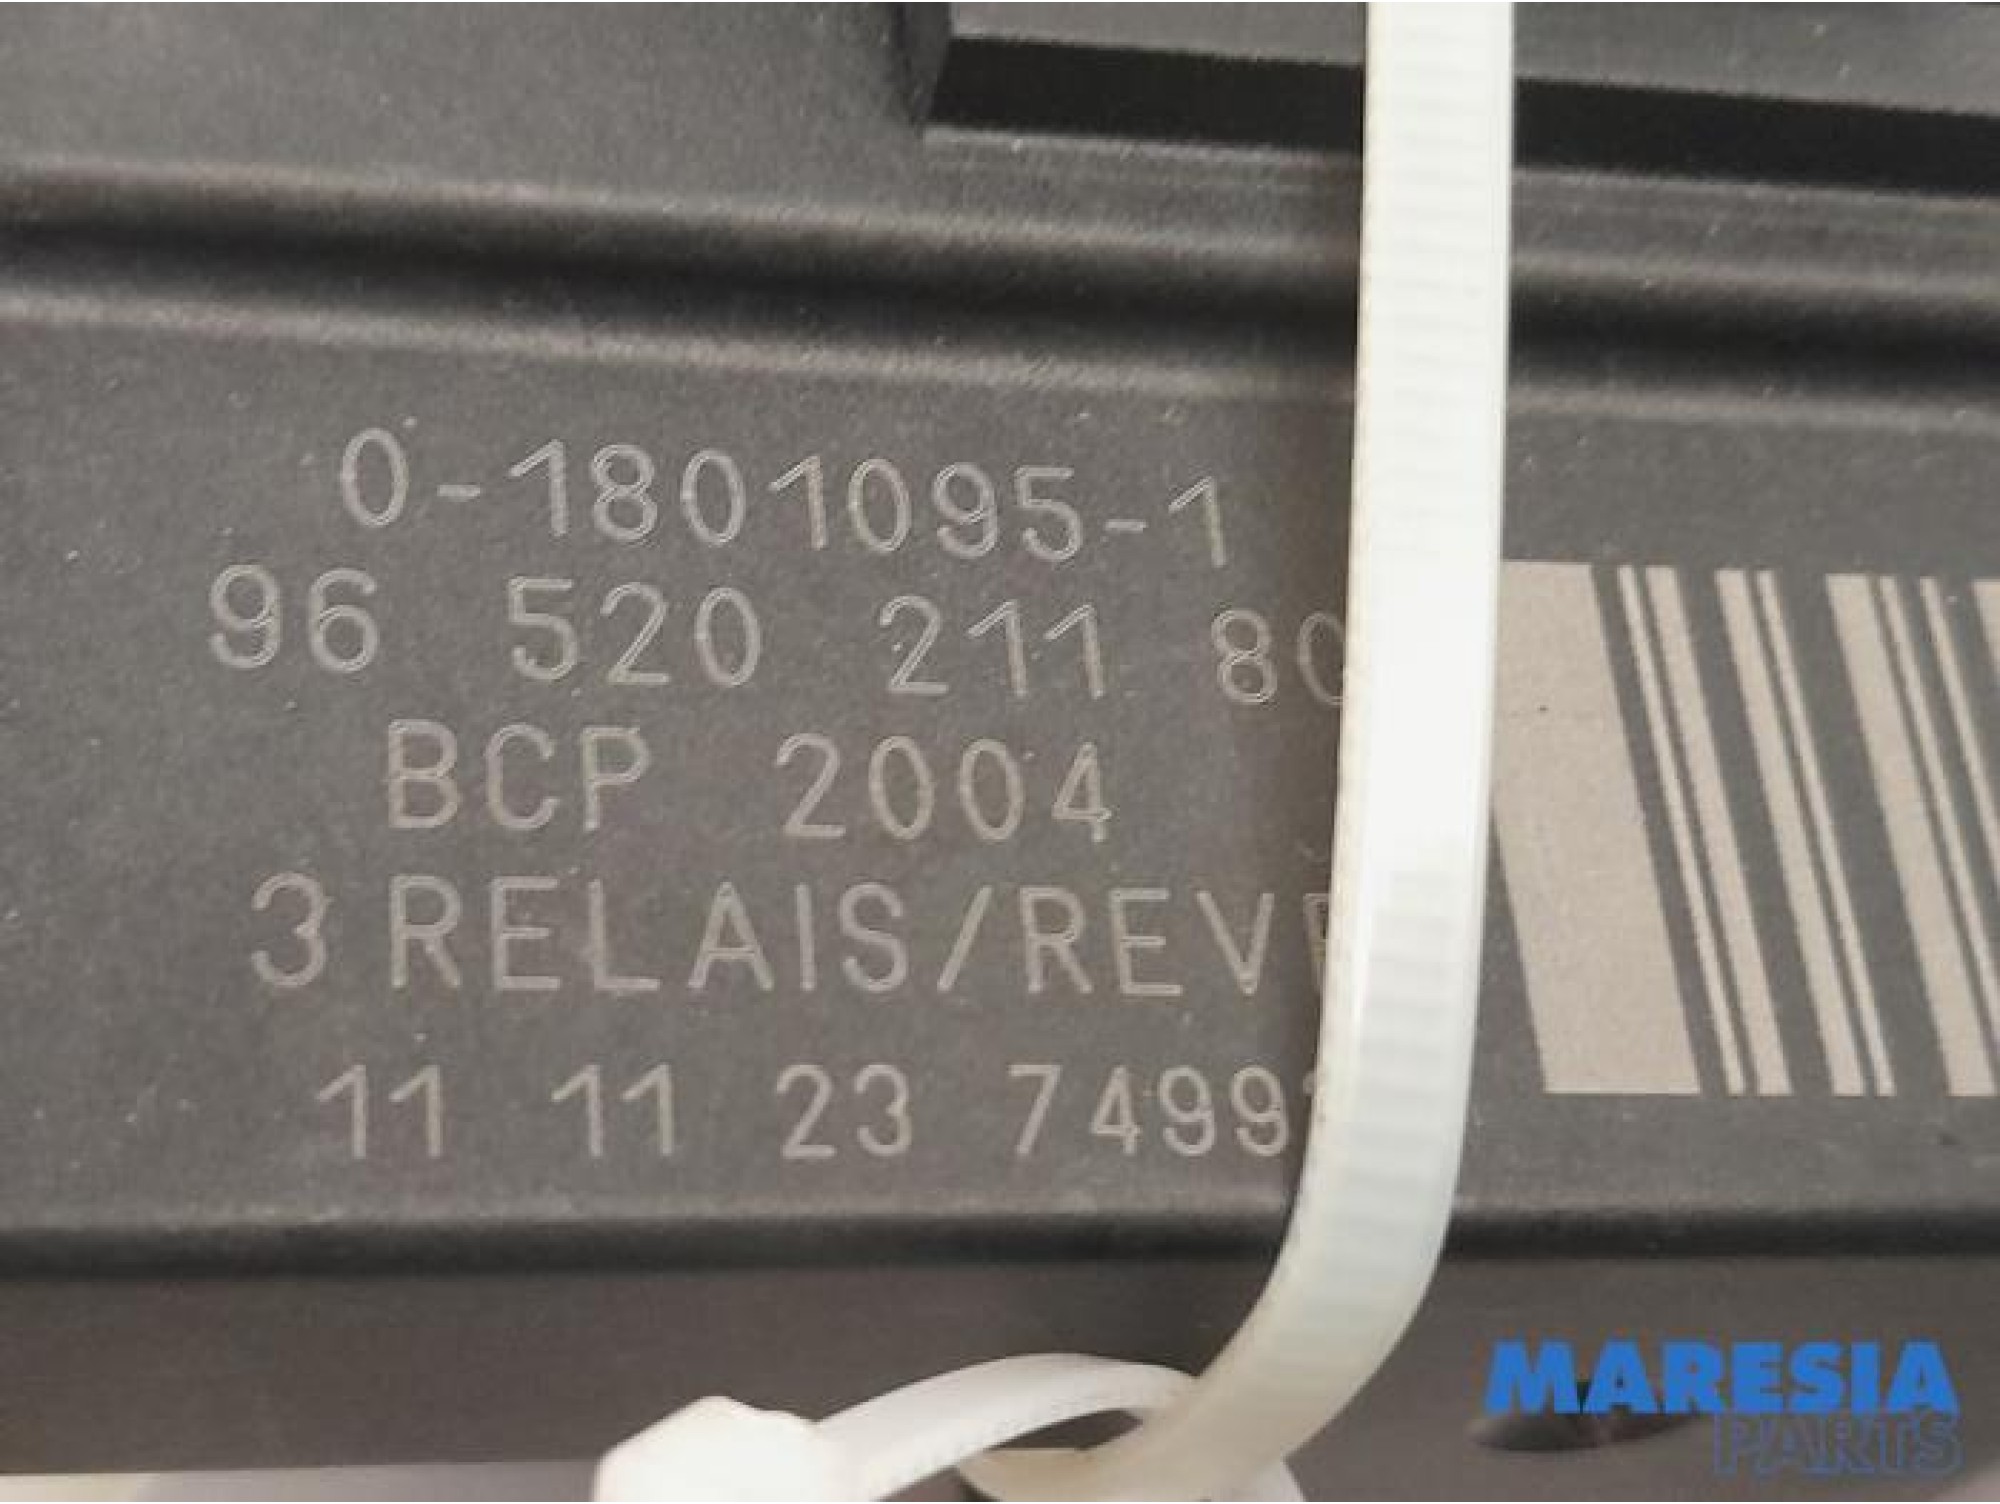 0-1801095-1
96 520 211 80
BCP 2004
3 RELAIS/REV
11 11 23 7499
MARESIA
PARTS